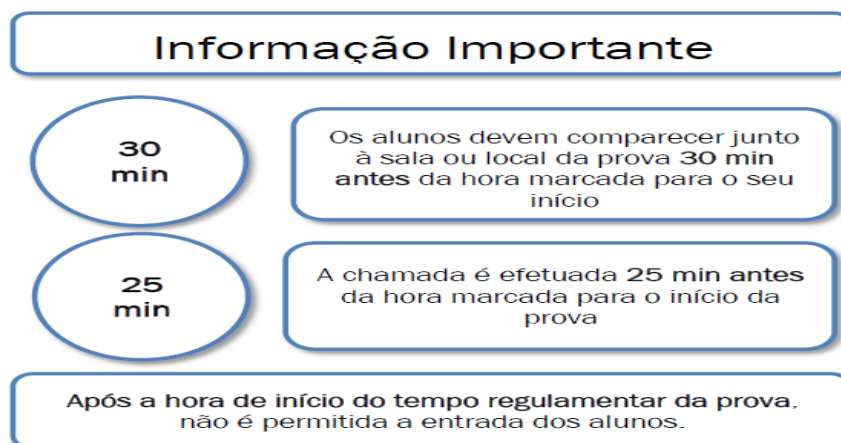 Informação Importante
30
min
Os alunos devem comparecer junto
à sala ou local da prova 30 min
antes da hora marcada para o seu
início
25
min
A chamada é efetuada 25 min antes
da hora marcada para o início da
prova
Após a hora de início do tempo regulamentar da prova,
não é permitida a entrada dos alunos.